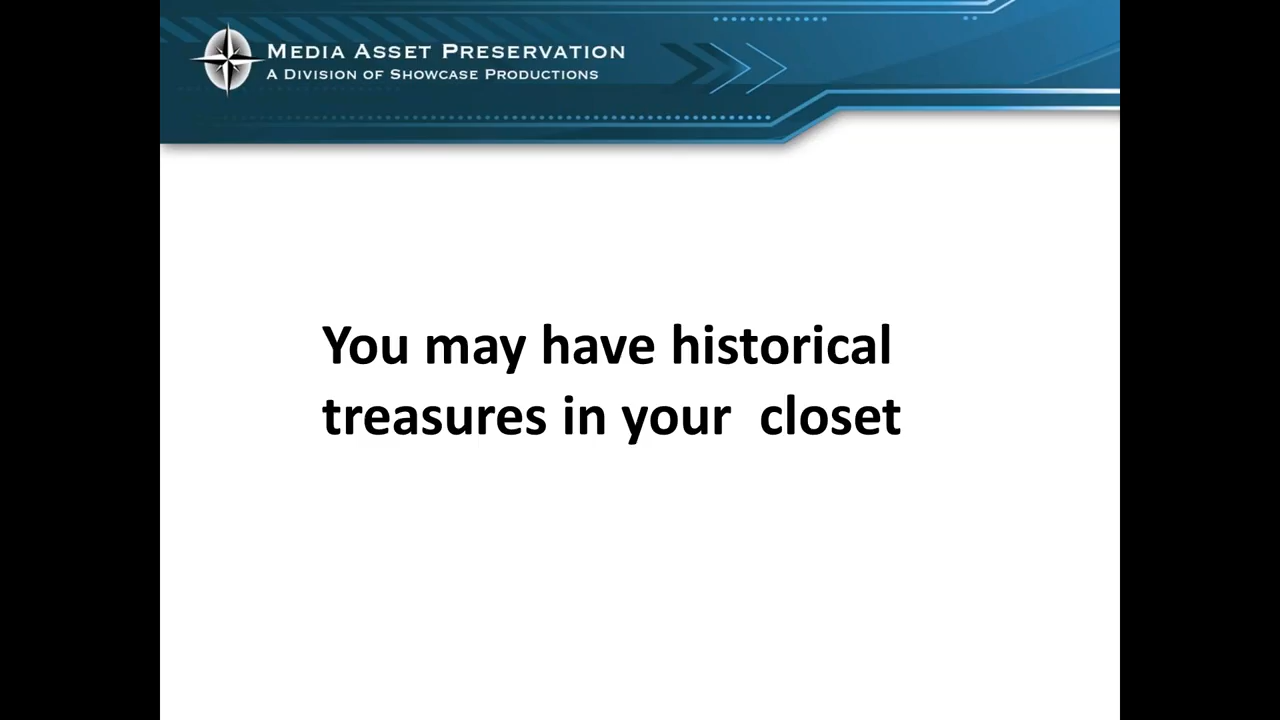 MEDIA ASSET PRESERVATION
A DIVISION OF SHOWCASE PRODUCTIONS
You may have historical
treasures in your  closet